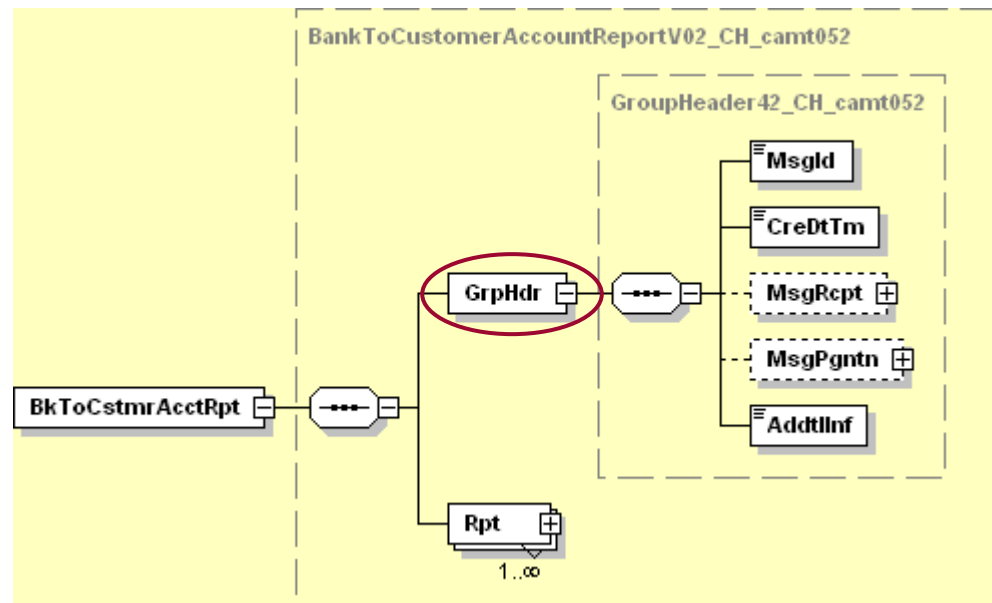 BankToCustomerAccountReportV02_CH_camt052
GroupHeader42_CH_camt052
MsgId
CreDtTm
GrpHdr
MsgRcpt
MsgPgntn
BkToCstmrAcctRpt
AddtlInf
Rpt
1..∞